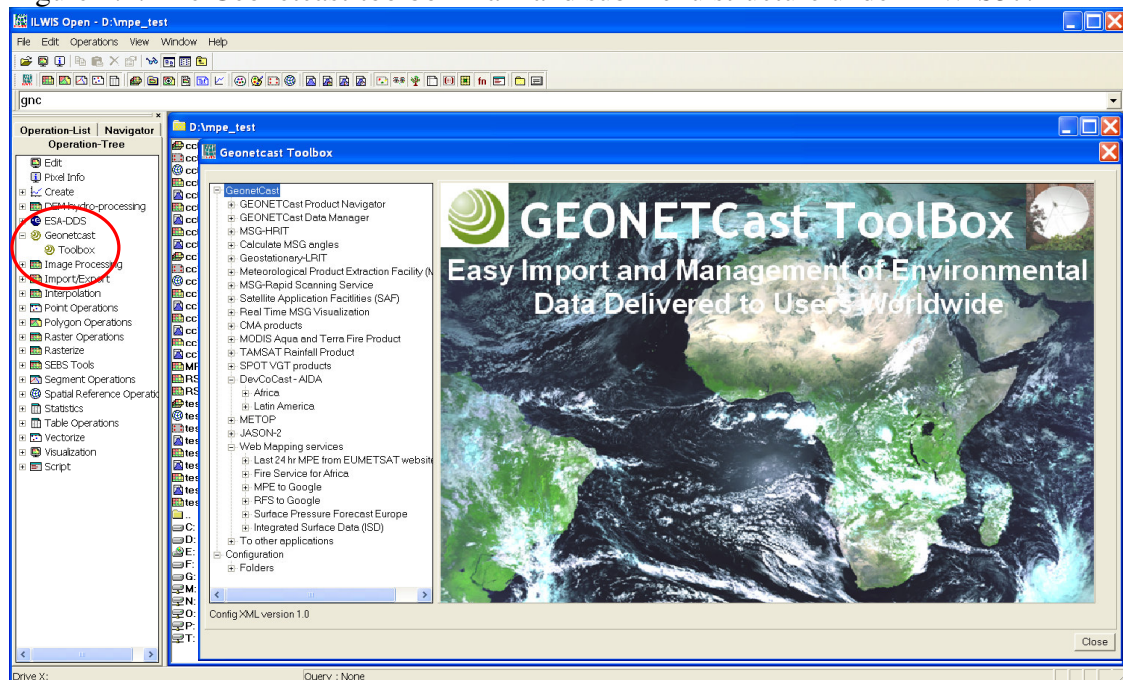 ILWIS Open - D:\mpe_test
File Edit Operations View Window Help
gnc
Operation-List Navigator
Operation-Tree
Edit
Pixel Info
Create
DEM-hydro-processing
ESA-DDS
Geonetcast
Toolbox
Image Processing
Import/Export
Interpolation
Point Operations
Polygon Operations
Raster Operations
Rasterize
SEBS Tools
Segment Operations
Spatial Reference Operatio
Statistics
Table Operations
Vectorize
Visualization
Script
D:\mpe_test
C:
D:
E:
F:
G:
M:
N:
O:
P:
T:
Geonetcast Toolbox
GeonetCast
GEONETCast Product Navigator
GEONETCast Data Manager
MSG-HRIT
Calculate MSG angles
Geostationary-LRIT
Meteorological Product Extraction Facility (M
MSG-Rapid Scanning Service
Satellite Application Facitlities (SAF)
Real Time MSG Visualization
CMA products
MODIS Aqua and Terra Fire Product
TAMSAT Rainfall Product
SPOT VGT products
DevCoCast-AIDA
Africa
Latin America
METOP
JASON-2
Web Mapping services
Last 24 hr MPE from EUMETSAT website
Fire Service for Africa
MPE to Google
RFS to Google
Surface Pressure Forecast Europe
Integrated Surface Data (ISD)
To other applications
Configuration
Folders
Config XML version 1.0
GEONETCast ToolBox
Easy Import and Management of Environmental
Data Delivered to Users Worldwide
Close
Drive X:
Query : None